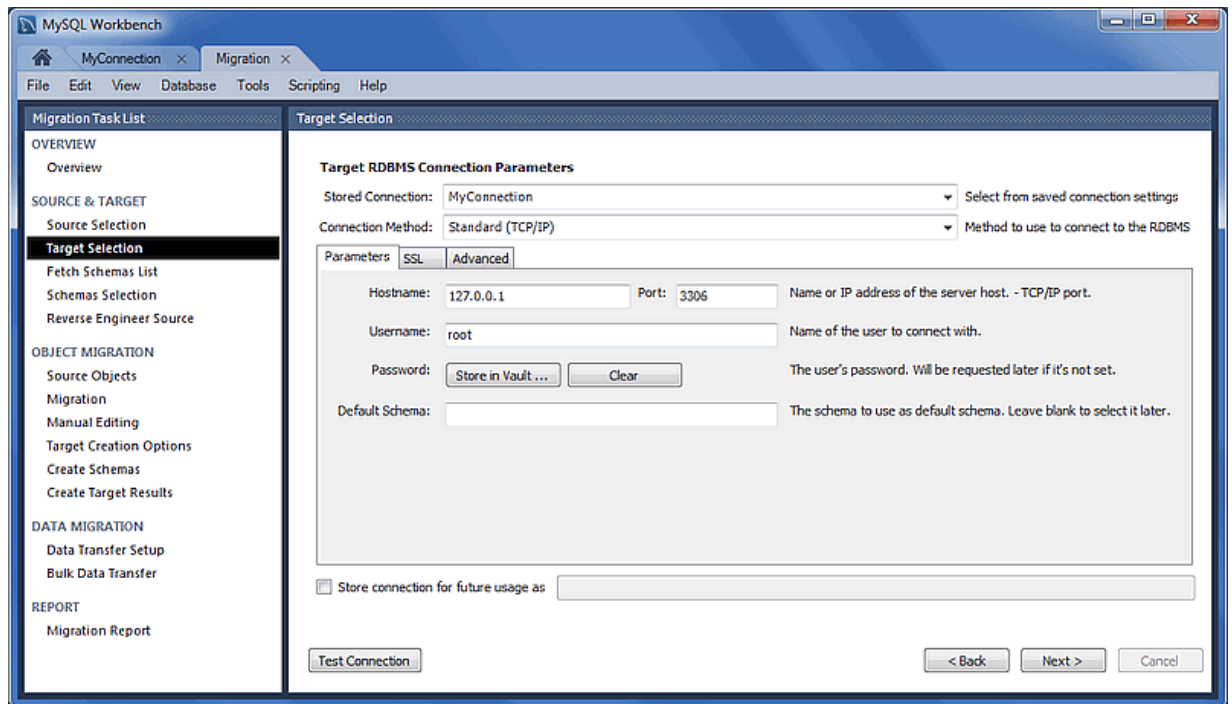 MySQL Workbench
MyConnection
Migration
File Edit View Database Tools Scripting Help
Migration Task List
OVERVIEW
Overview
SOURCE & TARGET
Source Selection
Target Selection
Fetch Schemas List
Schemas Selection
Reverse Engineer Source
OBJECT MIGRATION
Source Objects
Migration
Manual Editing
Target Creation Options
Create Schemas
Create Target Results
DATA MIGRATION
Data Transfer Setup
Bulk Data Transfer
REPORT
Migration Report
Target Selection
Target RDBMS Connection Parameters
Stored Connection: MyConnection Select from saved connection settings
Connection Method: Standard (TCP/IP) Method to use to connect to the RDBMS
Parameters SSL Advanced
Hostname: 127.0.0.1 Port: 3306 Name or IP address of the server host. - TCP/IP port.
Username: root Name of the user to connect with.
Password: Store in Vault ... Clear The user's password. Will be requested later if it's not set.
Default Schema: The schema to use as default schema. Leave blank to select it later.
Store connection for future usage as
Test Connection < Back Next > Cancel